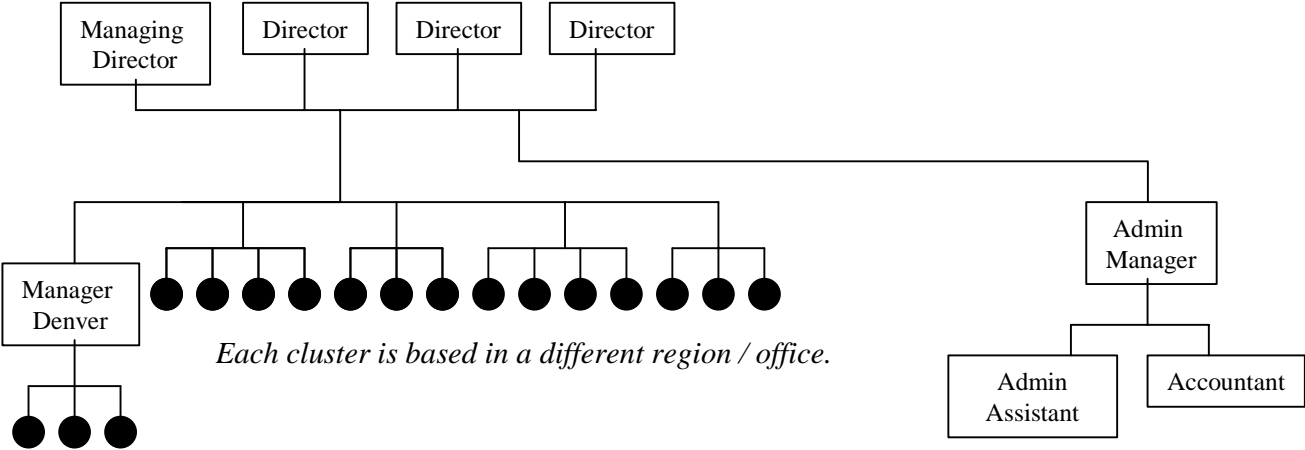 Managing
Director
Director
Director
Director
Admin
Manager
Manager
Denver
Each cluster is based in a different region / office.
Admin
Assistant
Accountant